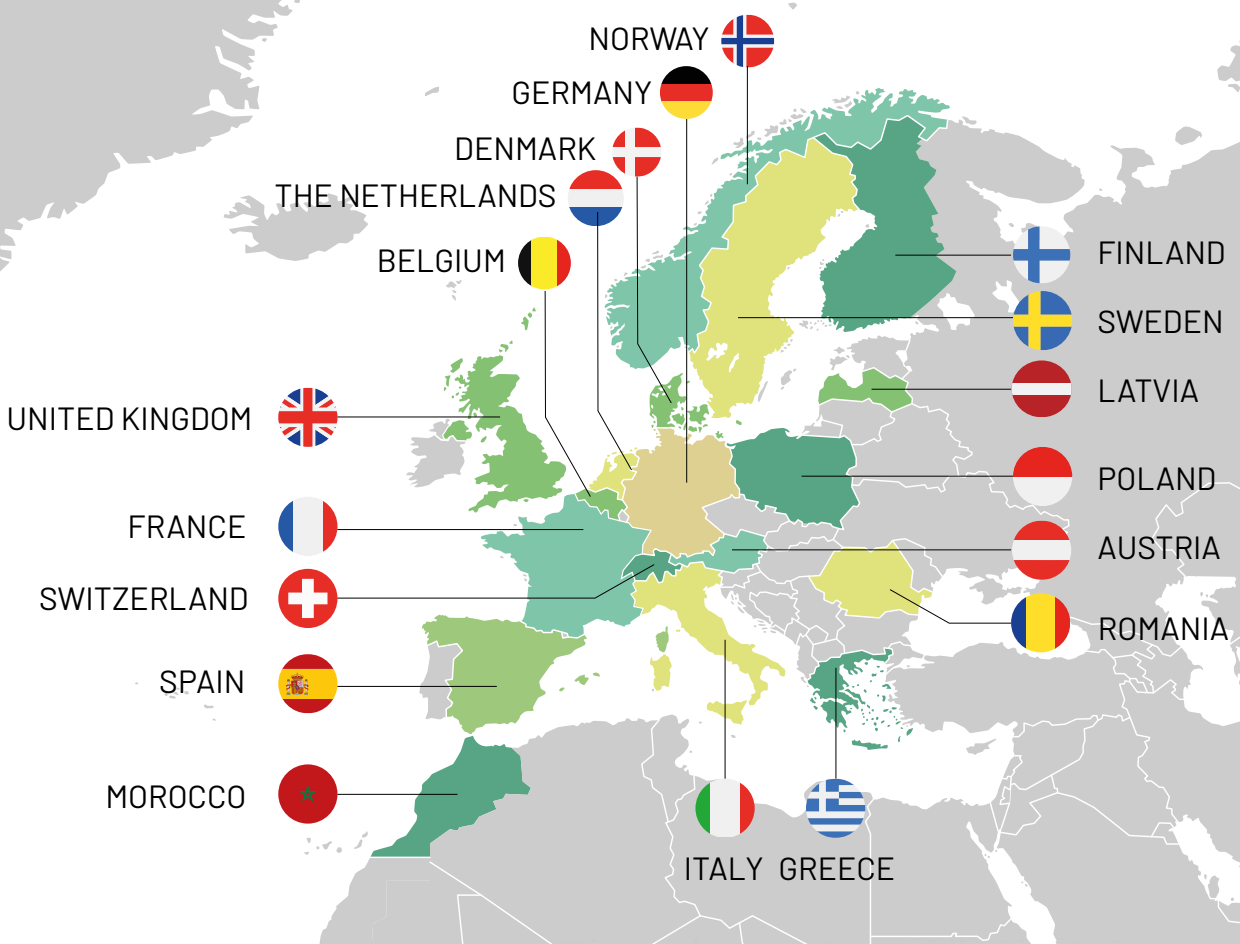 NORWAY
GERMANY
DENMARK
THE NETHERLANDS
BELGIUM
FINLAND
SWEDEN
LATVIA
UNITED KINGDOM
POLAND
FRANCE
AUSTRIA
SWITZERLAND
ROMANIA
SPAIN
MOROCCO
ITALY GREECE